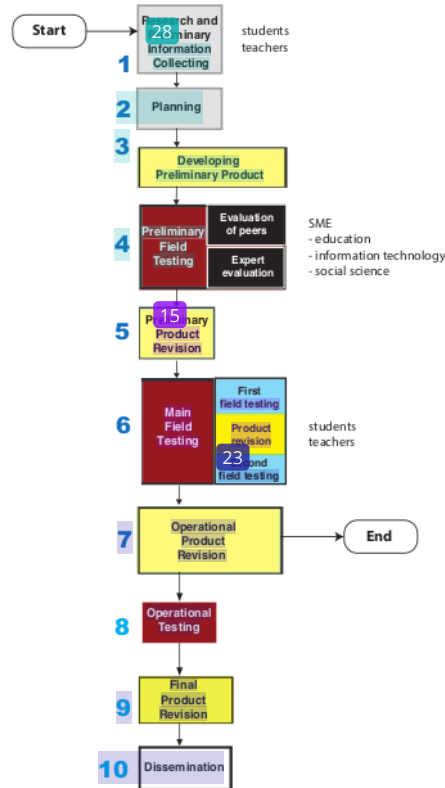 Start
Research and
28
Information
Collecting
students
teachers
1
2
Planning
3
Developing
Preliminary Product
4
Preliminary
Field
Testing
Evaluation
of peers
Expert
evaluation
SME
- education
- information technology
- social science
15
5
Product
Revision
6
Main
Field
Testing
First
field testing
Product
revision
23
field testing
students
teachers
7
Operational
Product
Revision
End
8
Operational
Testing
9
Final
Product
Revision
10
Dissemination